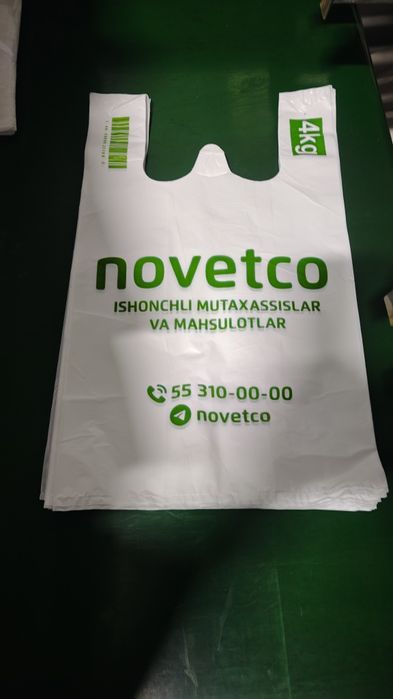 4kg
novetco
ISHONCHLI MUTAXASSISLAR
VA MAHSULOTLAR
55 310-00-00
novetco